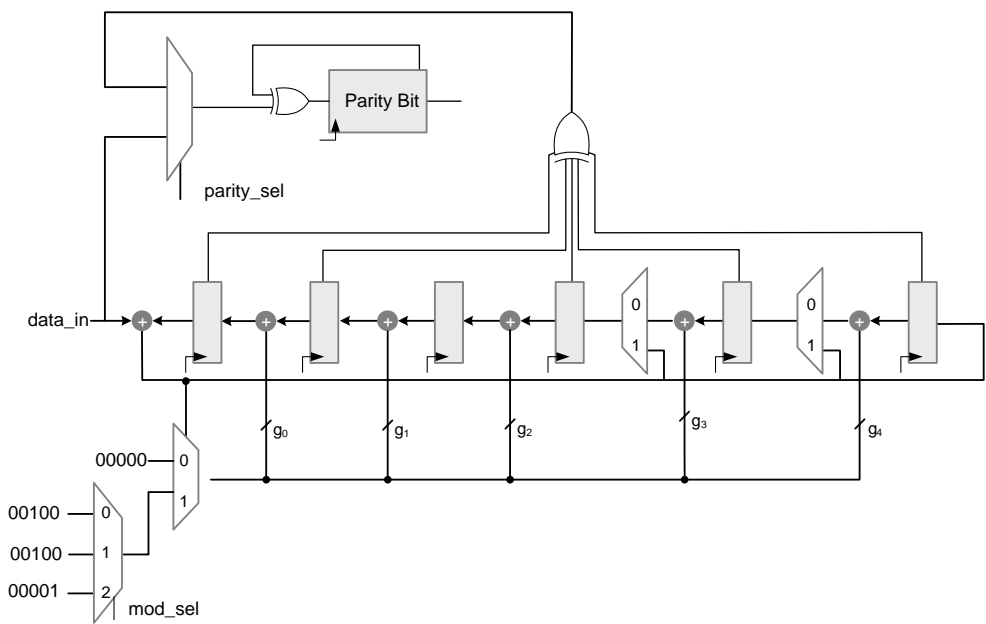 Parity Bit
parity_sel
data_in
0
1
0
1
g₀
g₁
g₂
g₃
g₄
00000
0
1
00100
0
00100
1
00001
2
mod_sel